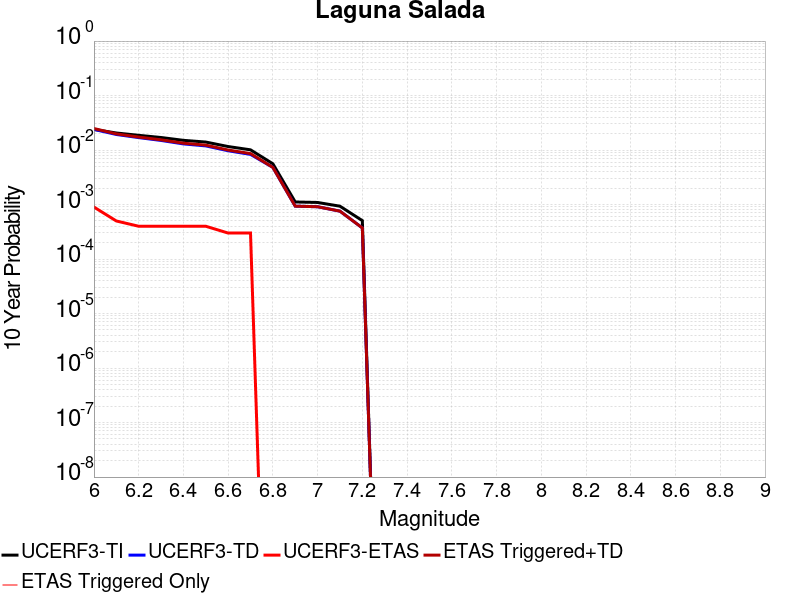 Laguna Salada
10^0
10^-1
10^-2
10^-3
10^-4
10^-5
10^-6
10^-7
10^-8
10 Year Probability
6 6.2 6.4 6.6 6.8 7 7.2 7.4 7.6 7.8 8 8.2 8.4 8.6 8.8 9
Magnitude
UCERF3-TI UCERF3-TD UCERF3-ETAS ETAS Triggered+TD
ETAS Triggered Only